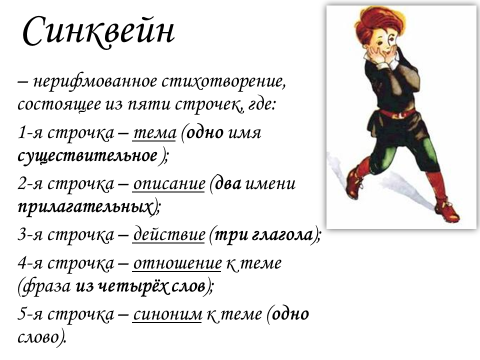 Синквейн
– нерифмованное стихотворение,
состоящее из пяти строчек, где:
1-я строчка – тема (одно имя
существительное);
2-я строчка – описание (два имени
прилагательных);
3-я строчка – действие (три глагола);
4-я строчка – отношение к теме
(фраза из четырёх слов);
5-я строчка – синоним к теме (одно
слово).